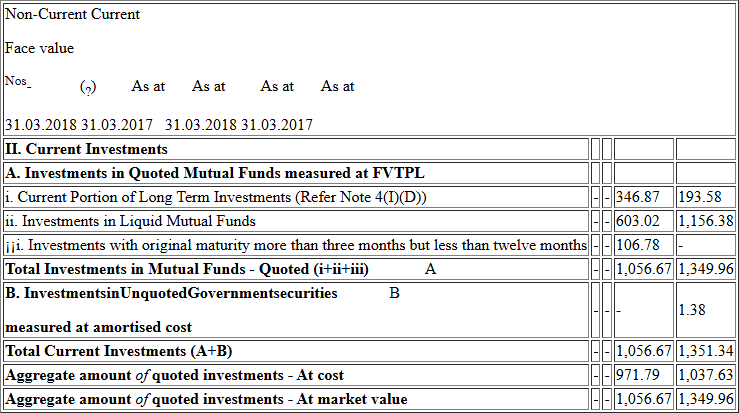 Non-Current Current
Face value
Nos- (?) As at As at As at As at
31.03.2018 31.03.2017 31.03.2018 31.03.2017
II. Current Investments
A. Investments in Quoted Mutual Funds measured at FVTPL
i. Current Portion of Long Term Investments (Refer Note 4(I)(D)) - - 346.87 193.58
ii. Investments in Liquid Mutual Funds - - 603.02 1,156.38
¡¡i. Investments with original maturity more than three months but less than twelve months - - 106.78 -
Total Investments in Mutual Funds - Quoted (i+ii+iii) A - - 1,056.67 1,349.96
B. InvestmentsinUnquotedGovernmentsecurities B
measured at amortised cost - - - 1.38
Total Current Investments (A+B) - - 1,056.67 1,351.34
Aggregate amount of quoted investments - At cost - - 971.79 1,037.63
Aggregate amount of quoted investments - At market value - - 1,056.67 1,349.96